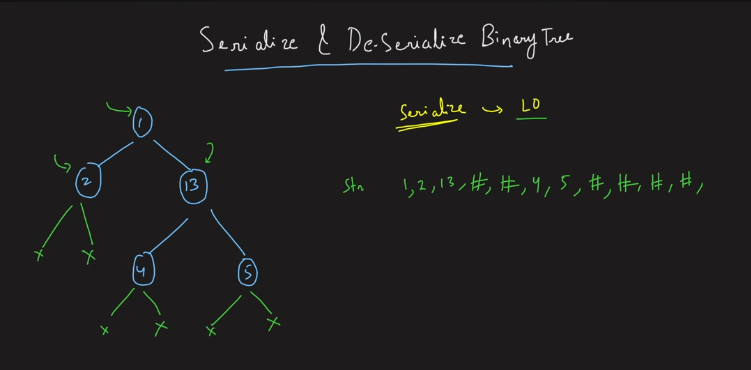 Serialize & De-Serialize Binary Tree
Serialize → LO
1
2
13
Str 1, 2, 13, #, #, 4, 5, #, #, #, #,
X X
4
5
X X X X